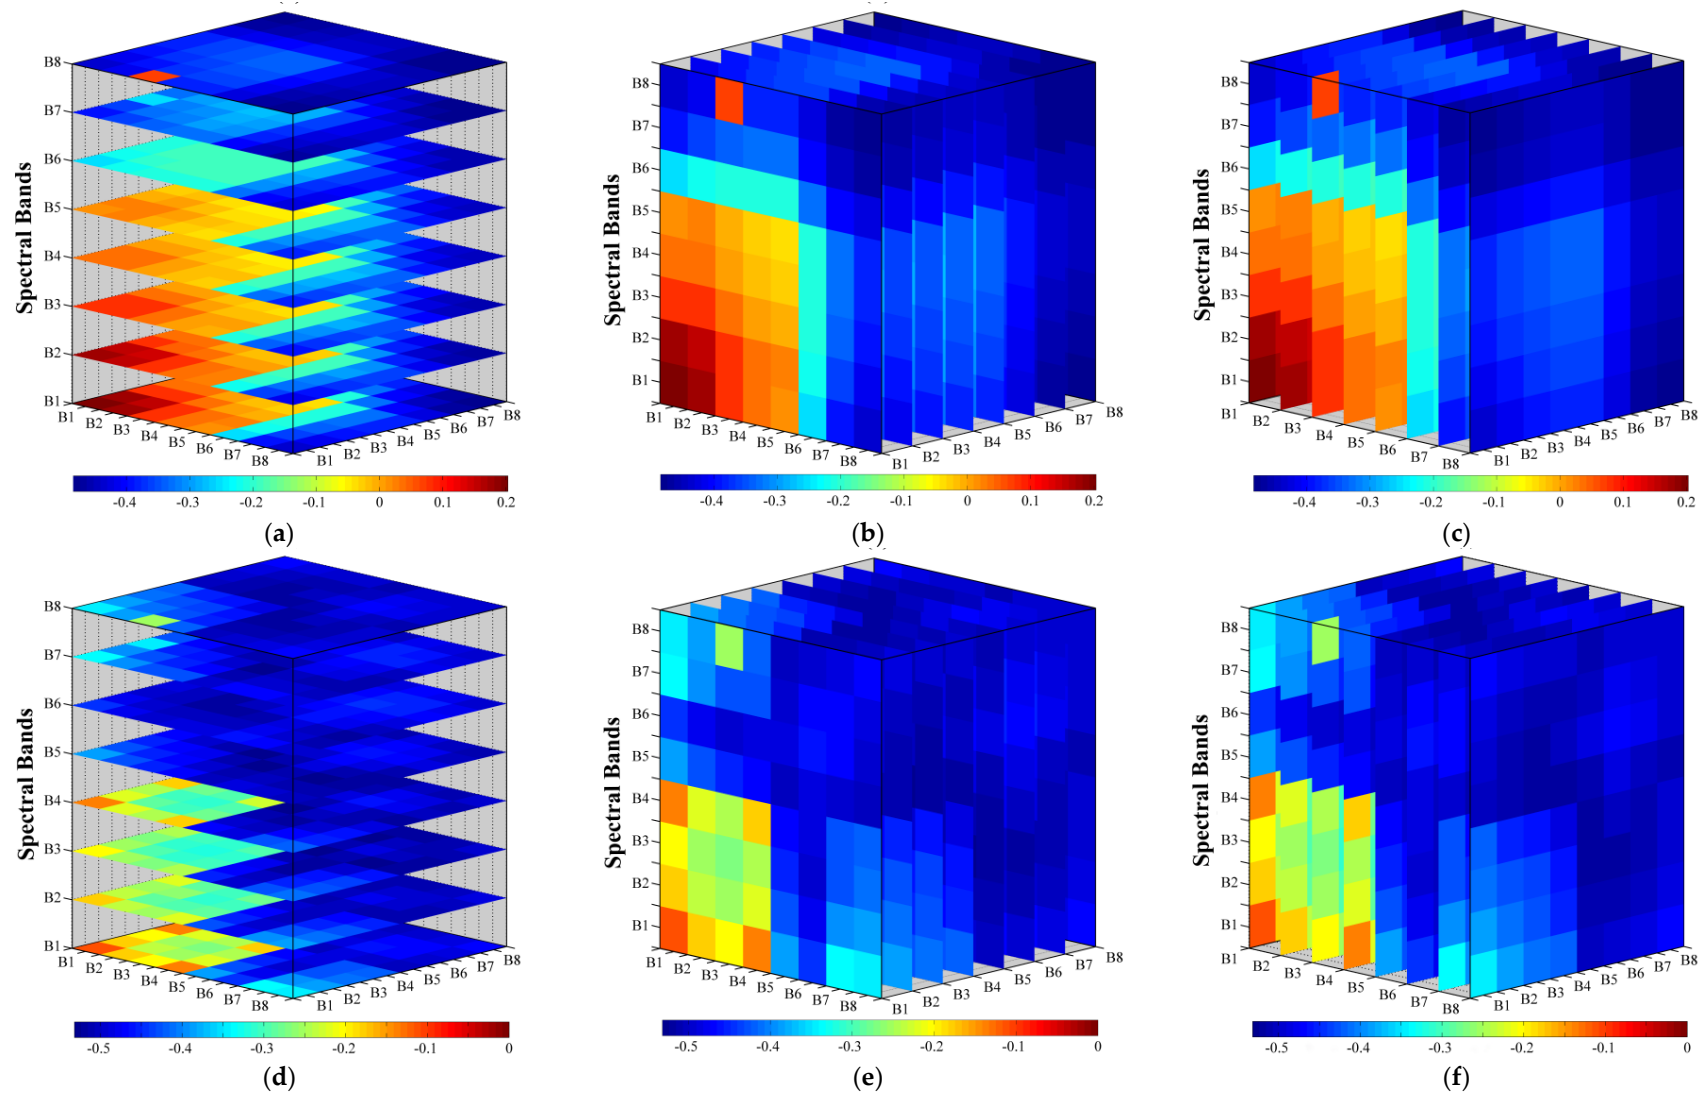 Spectral Bands
B8
B7
B6
B5
B4
B3
B2
B1
B1 B2 B3 B4 B5 B6 B7 B8
B1 B2 B3 B4 B5 B6 B7 B8
-0.4 -0.3 -0.2 -0.1 0 0.1 0.2
(a)
Spectral Bands
B8
B7
B6
B5
B4
B3
B2
B1
B1 B2 B3 B4 B5 B6 B7 B8
B1 B2 B3 B4 B5 B6 B7 B8
-0.4 -0.3 -0.2 -0.1 0 0.1 0.2
(b)
Spectral Bands
B8
B7
B6
B5
B4
B3
B2
B1
B1 B2 B3 B4 B5 B6 B7 B8
B1 B2 B3 B4 B5 B6 B7 B8
-0.4 -0.3 -0.2 -0.1 0 0.1 0.2
(c)
Spectral Bands
B8
B7
B6
B5
B4
B3
B2
B1
B1 B2 B3 B4 B5 B6 B7 B8
B1 B2 B3 B4 B5 B6 B7 B8
-0.5 -0.4 -0.3 -0.2 -0.1 0
(d)
Spectral Bands
B8
B7
B6
B5
B4
B3
B2
B1
B1 B2 B3 B4 B5 B6 B7 B8
B1 B2 B3 B4 B5 B6 B7 B8
-0.5 -0.4 -0.3 -0.2 -0.1 0
(e)
Spectral Bands
B8
B7
B6
B5
B4
B3
B2
B1
B1 B2 B3 B4 B5 B6 B7 B8
B1 B2 B3 B4 B5 B6 B7 B8
-0.5 -0.4 -0.3 -0.2 -0.1 0
(f)